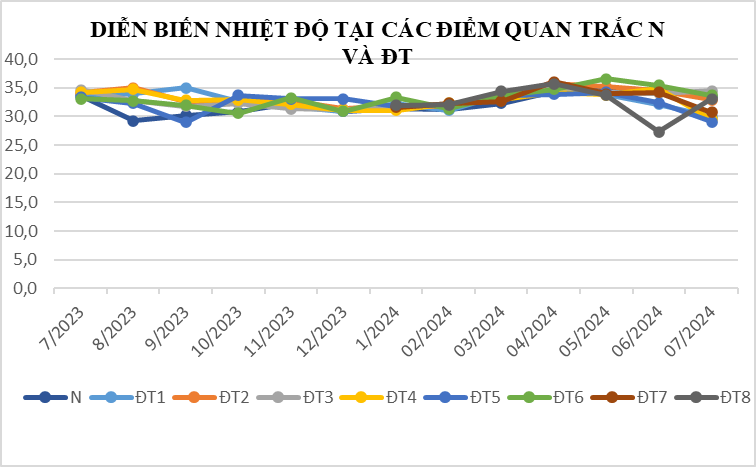 DIỄN BIẾN NHIỆT ĐỘ TẠI CÁC ĐIỂM QUAN TRẮC N
VÀ ĐT
40,0
35,0
30,0
25,0
20,0
15,0
10,0
5,0
0,0
7/2023 8/2023 9/2023 10/2023 11/2023 12/2023 1/2024 02/2024 03/2024 04/2024 05/2024 06/2024 07/2024
N ĐT1 ĐT2 ĐT3 ĐT4 ĐT5 ĐT6 ĐT7 ĐT8